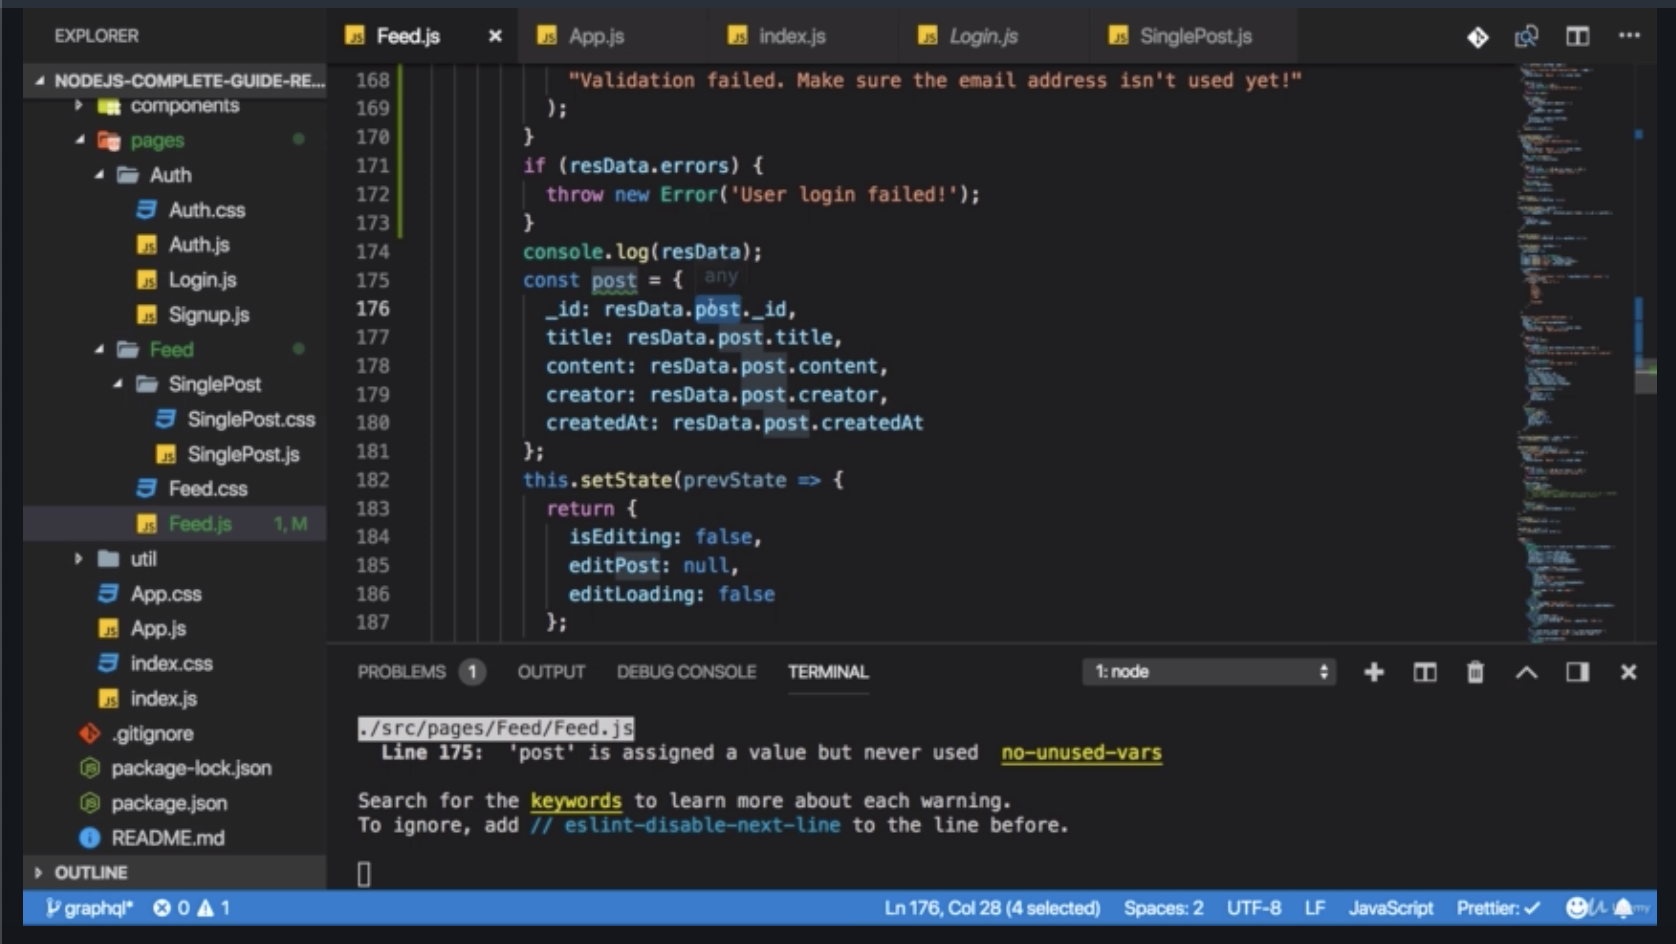 EXPLORER
NODEJS-COMPLETE-GUIDE-RE...
components
pages
Auth
Auth.css
Auth.js
Login.js
Signup.js
Feed
SinglePost
SinglePost.css
SinglePost.js
Feed.css
Feed.js 1, M
util
App.css
App.js
index.css
index.js
.gitignore
package-lock.json
package.json
README.md
OUTLINE
Feed.js App.js index.js Login.js SinglePost.js
168 "Validation failed. Make sure the email address isn't used yet!"
169 );
170 }
171 if (resData.errors) {
172 throw new Error('User login failed!');
173 }
174 console.log(resData);
any
175 const post = {
176 _id: resData.post._id,
177 title: resData.post.title,
178 content: resData.post.content,
179 creator: resData.post.creator,
180 createdAt: resData.post.createdAt
181 };
182 this.setState(prevState => {
183 return {
184 isEditing: false,
185 editPost: null,
186 editLoading: false
187 };
PROBLEMS 1 OUTPUT DEBUG CONSOLE TERMINAL 1: node
./src/pages/Feed/Feed.js
Line 175: 'post' is assigned a value but never used no-unused-vars
Search for the keywords to learn more about each warning.
To ignore, add // eslint-disable-next-line to the line before.
graphql* 0 1 Ln 176, Col 28 (4 selected) Spaces: 2 UTF-8 LF JavaScript Prettier: ✓